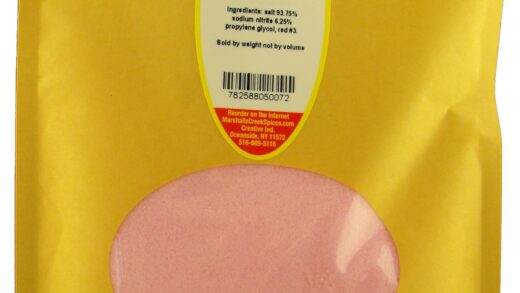 Ingredients: salt 93.75%
sodium nitrite 6.25%
propylene glycol, red #3.
Sold by weight not by volume
782588050072
Reorder on the Internet
MarshallsCreekSpices.com
Creative Ind.
Oceanside, NY 11572
516-609-5116